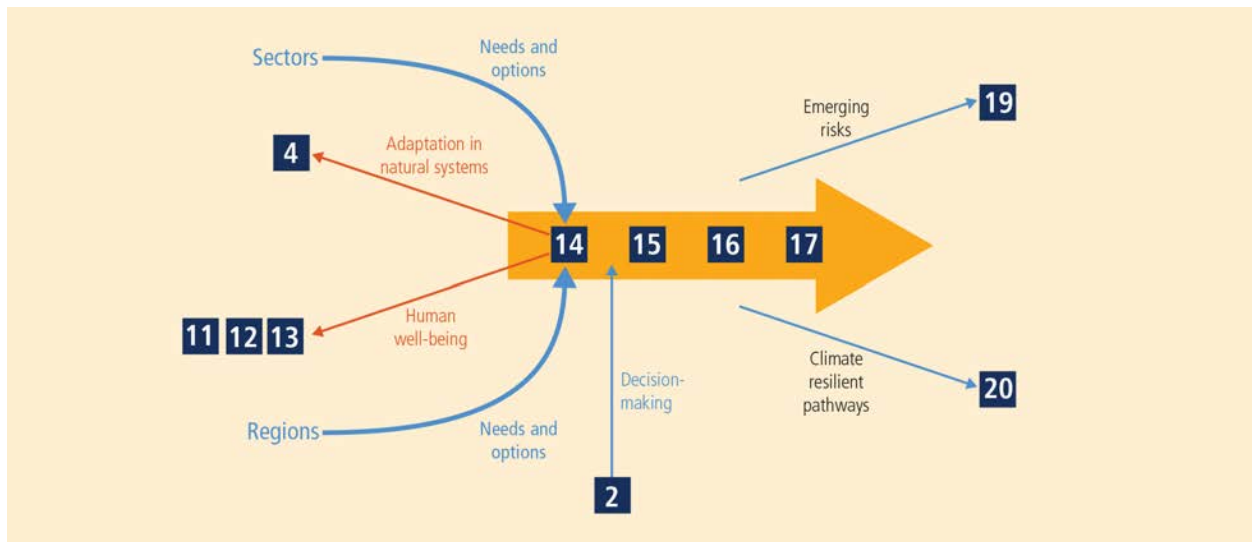 Sectors
Needs and
options
4
Adaptation in
natural systems
Emerging
risks
19
14 15 16 17
11 12 13
Human
well-being
Decision-
making
Climate
resilient
pathways
20
Regions
Needs and
options
2